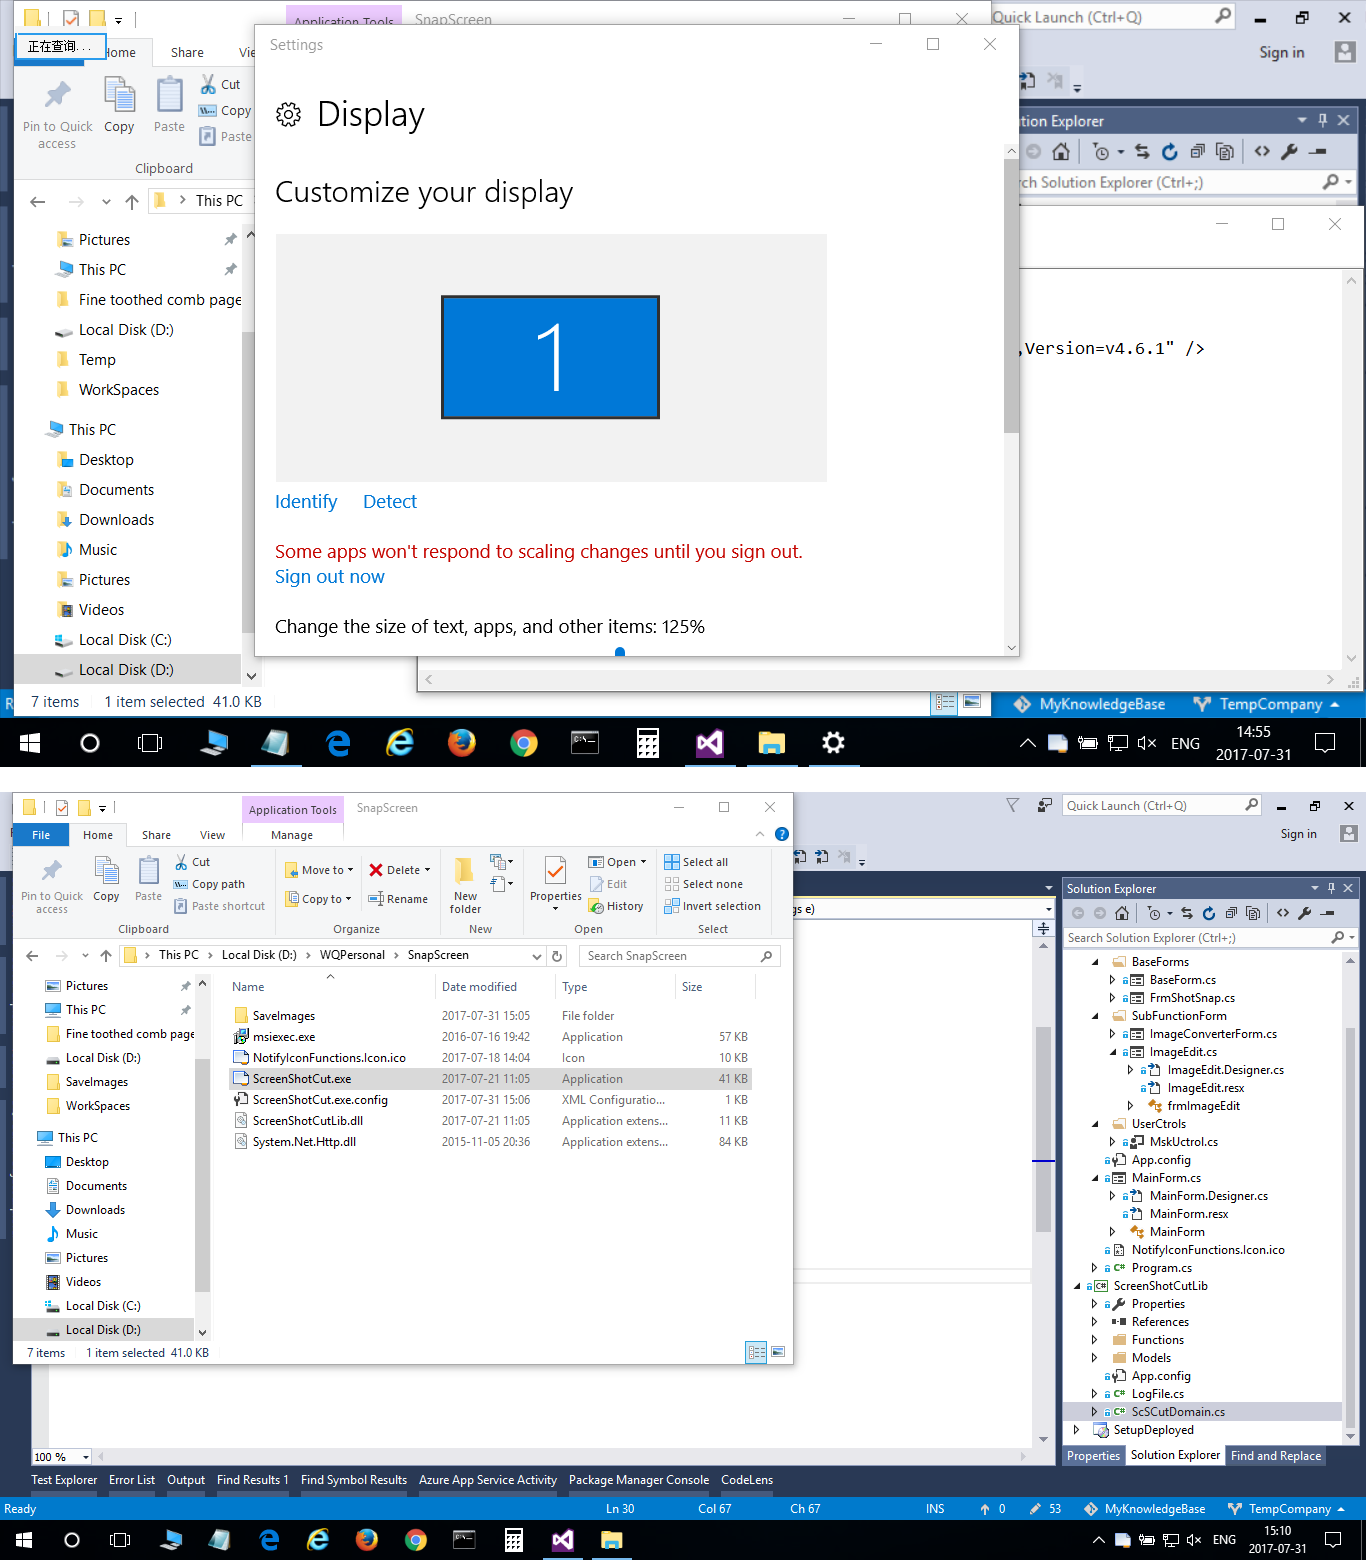 Application Tools SnapScreen
Quick Launch (Ctrl+Q)
正在查询. . .
Home Share
Sign in
Settings
Display
Cut
Copy
Paste
Pin to Quick access
Copy
Paste
Clipboard
Solution Explorer
Search Solution Explorer (Ctrl+;)
Customize your display
This PC
Pictures
This PC
Fine toothed comb page
Local Disk (D:)
Temp
WorkSpaces
This PC
Desktop
Documents
Downloads
Music
Pictures
Videos
Local Disk (C:)
Local Disk (D:)
1
,Version=v4.6.1" />
Identify Detect
Some apps won't respond to scaling changes until you sign out.
Sign out now
Change the size of text, apps, and other items: 125%
7 items 1 item selected 41.0 KB
MyKnowledgeBase TempCompany
ENG
14:55
2017-07-31
Application Tools SnapScreen
File Home Share View Manage
Quick Launch (Ctrl+Q)
Sign in
Pin to Quick access
Copy
Paste
Cut
Copy path
Paste shortcut
Clipboard
Move to
Copy to
Delete
Rename
Organize
New folder
New
Properties
Open
Edit
History
Open
Select all
Select none
Invert selection
Select
This PC Local Disk (D:) WQPersonal SnapScreen
Search SnapScreen
Pictures
This PC
Fine toothed comb page
Local Disk (D:)
SaveImages
WorkSpaces
This PC
Desktop
Documents
Downloads
Music
Pictures
Videos
Local Disk (C:)
Local Disk (D:)
Name Date modified Type Size
SaveImages 2017-07-31 15:05 File folder
msiexec.exe 2016-07-16 19:42 Application 57 KB
NotifyIconFunctions.Icon.ico 2017-07-18 14:04 Icon 10 KB
ScreenShotCut.exe 2017-07-21 11:05 Application 41 KB
ScreenShotCut.exe.config 2017-07-31 15:06 XML Configuratio... 1 KB
ScreenShotCutLib.dll 2017-07-21 11:05 Application extens... 11 KB
System.Net.Http.dll 2015-11-05 20:36 Application extens... 84 KB
7 items 1 item selected 41.0 KB
gs e)
Solution Explorer
Search Solution Explorer (Ctrl+;)
BaseForms
BaseForm.cs
FrmShotSnap.cs
SubFunctionForm
ImageConverterForm.cs
ImageEdit.cs
ImageEdit.Designer.cs
ImageEdit.resx
frmImageEdit
UserCtrols
MskUctrol.cs
App.config
MainForm.cs
MainForm.Designer.cs
MainForm.resx
MainForm
NotifyIconFunctions.Icon.ico
Program.cs
ScreenShotCutLib
Properties
References
Functions
Models
App.config
LogFile.cs
ScSCutDomain.cs
SetupDeployed
Properties Solution Explorer Find and Replace
100 %
Test Explorer Error List Output Find Results 1 Find Symbol Results Azure App Service Activity Package Manager Console CodeLens
Ready Ln 30 Col 67 Ch 67 INS 0 53 MyKnowledgeBase TempCompany
ENG
15:10
2017-07-31